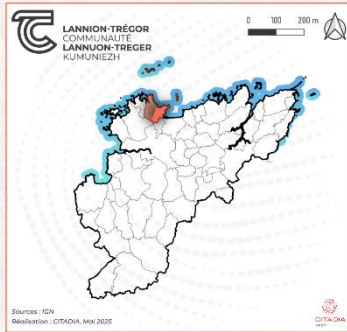 LANNION-TRÉGOR
COMMUNAUTÉ
LANNUON-TREGER
KUMUNIEZH
0 100 200 m
Sources : IGN
Réalisation : CITADIA, Mai 2025
CITADIA